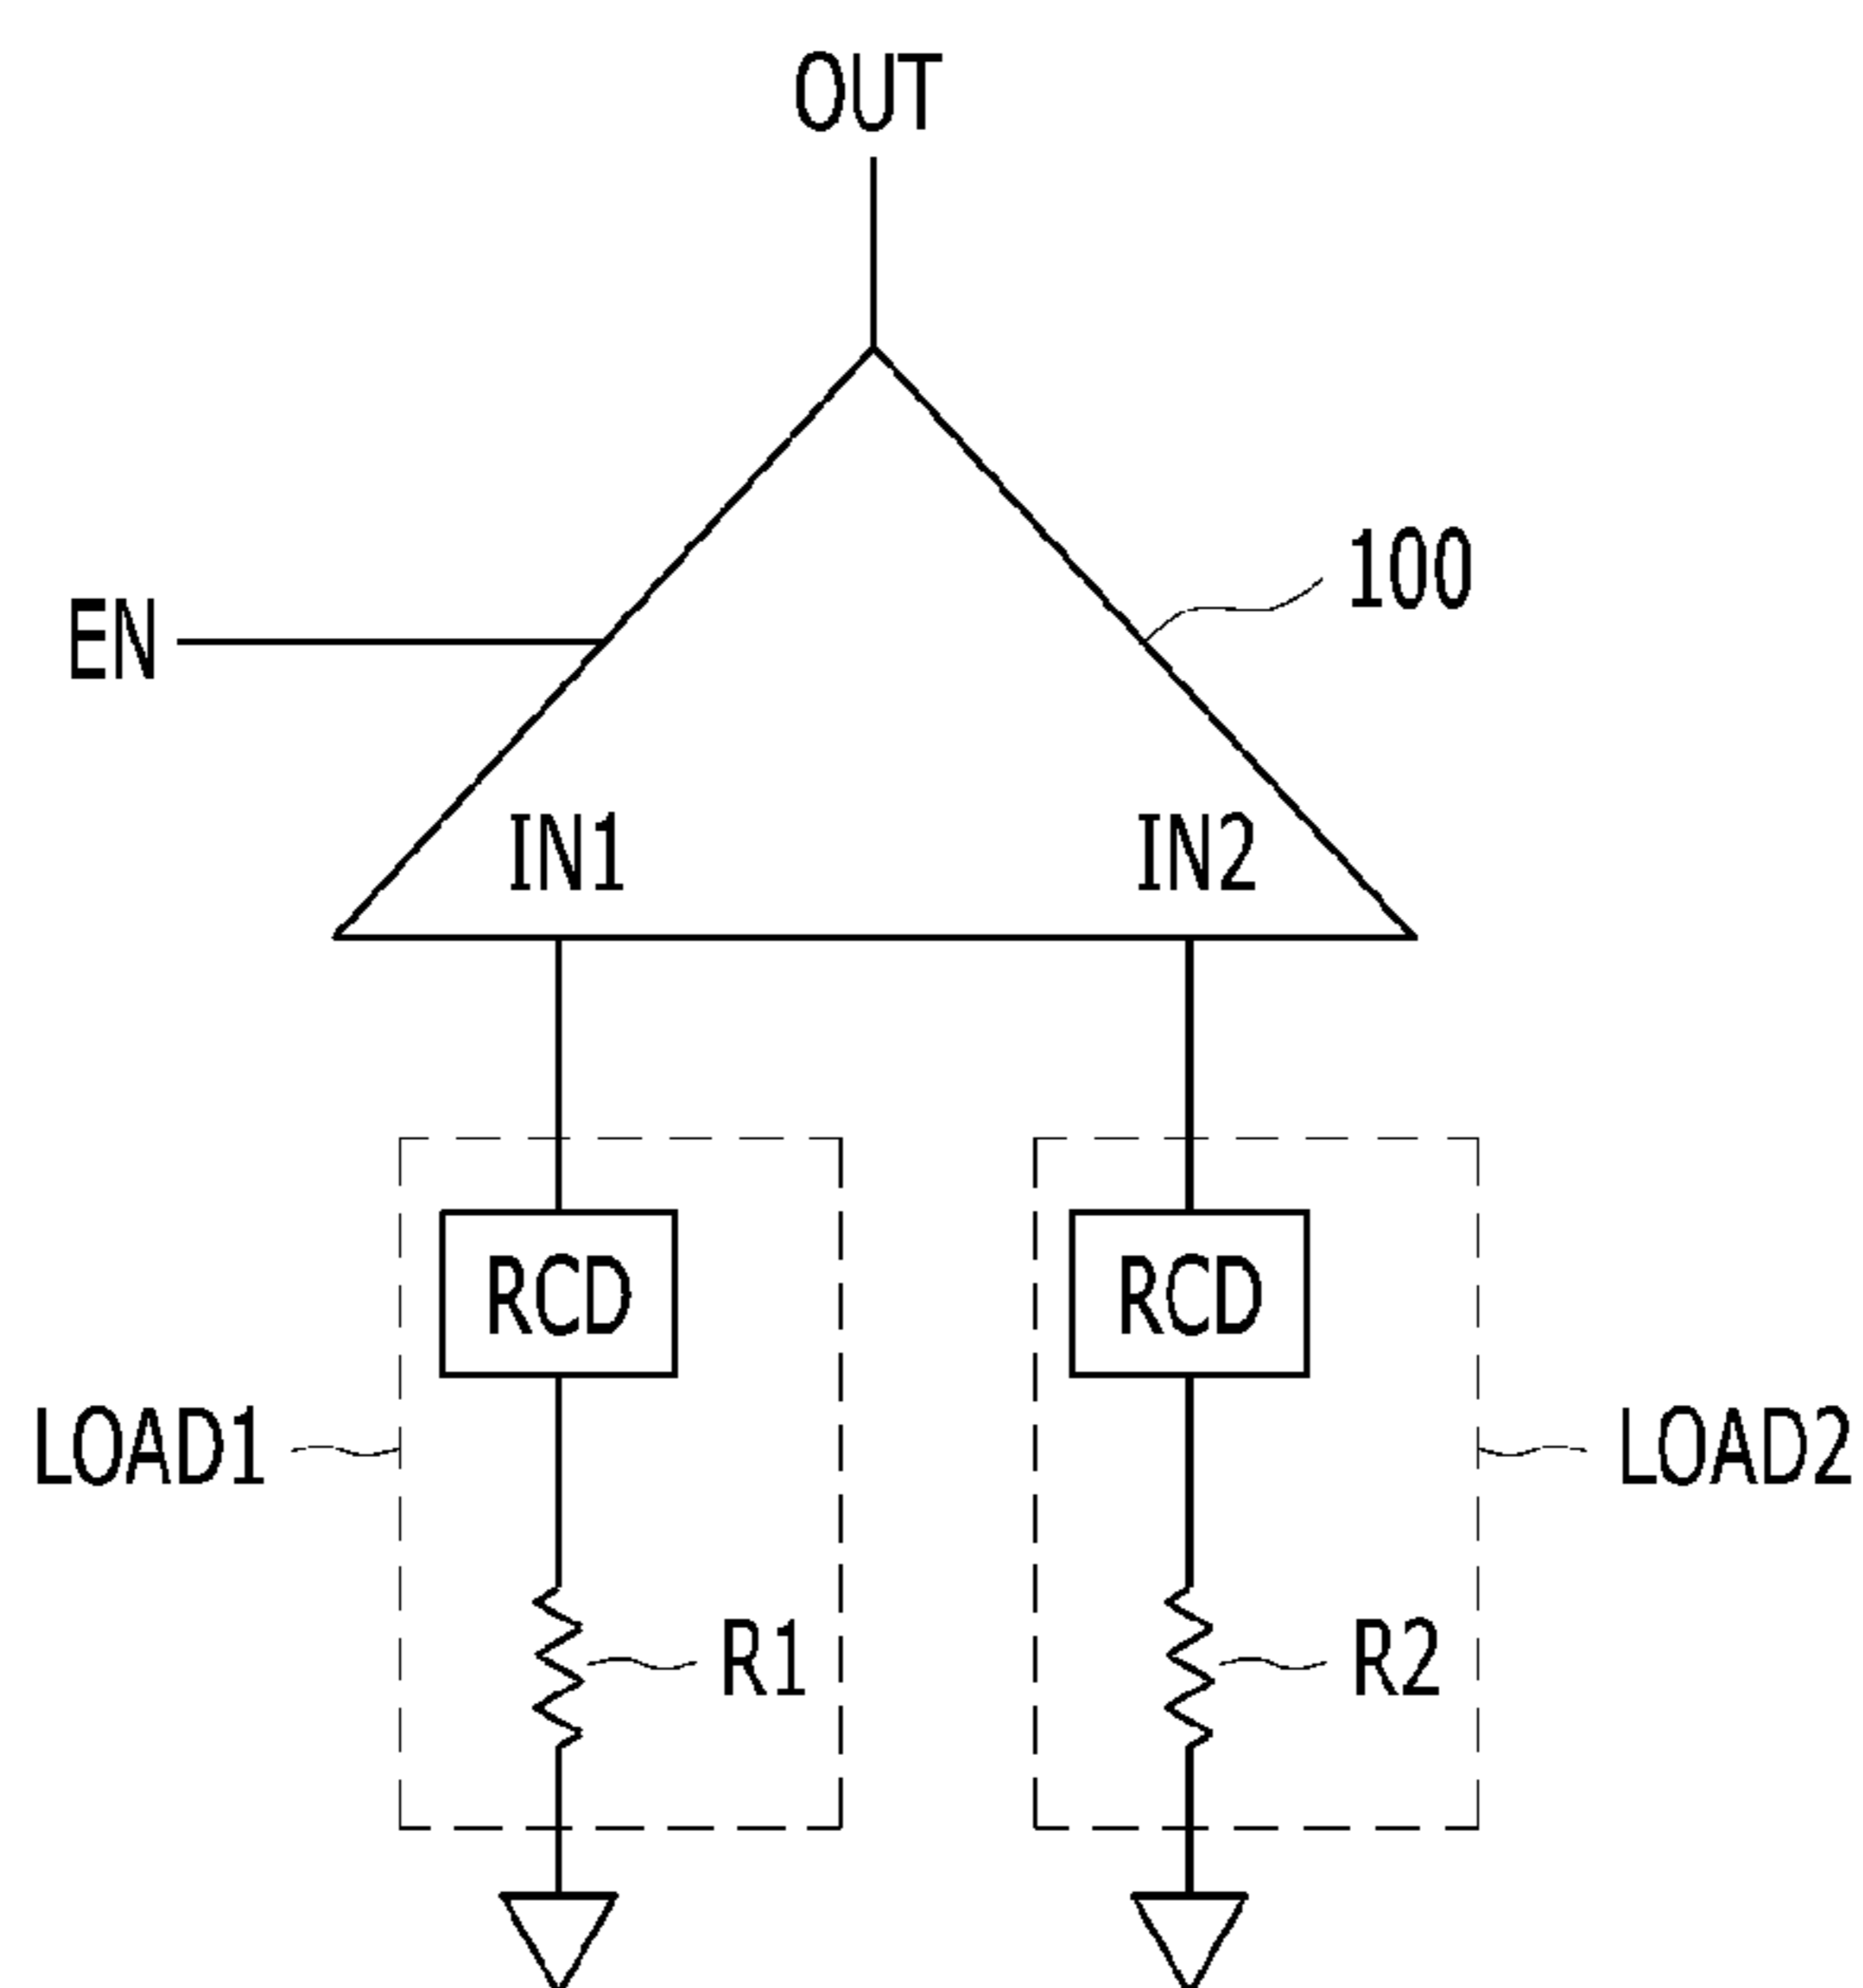 OUT
100
EN
IN1 IN2
RCD RCD
LOAD1 LOAD2
R1 R2